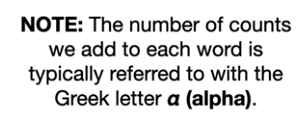 NOTE: The number of counts
we add to each word is
typically referred to with the
Greek letter α (alpha).